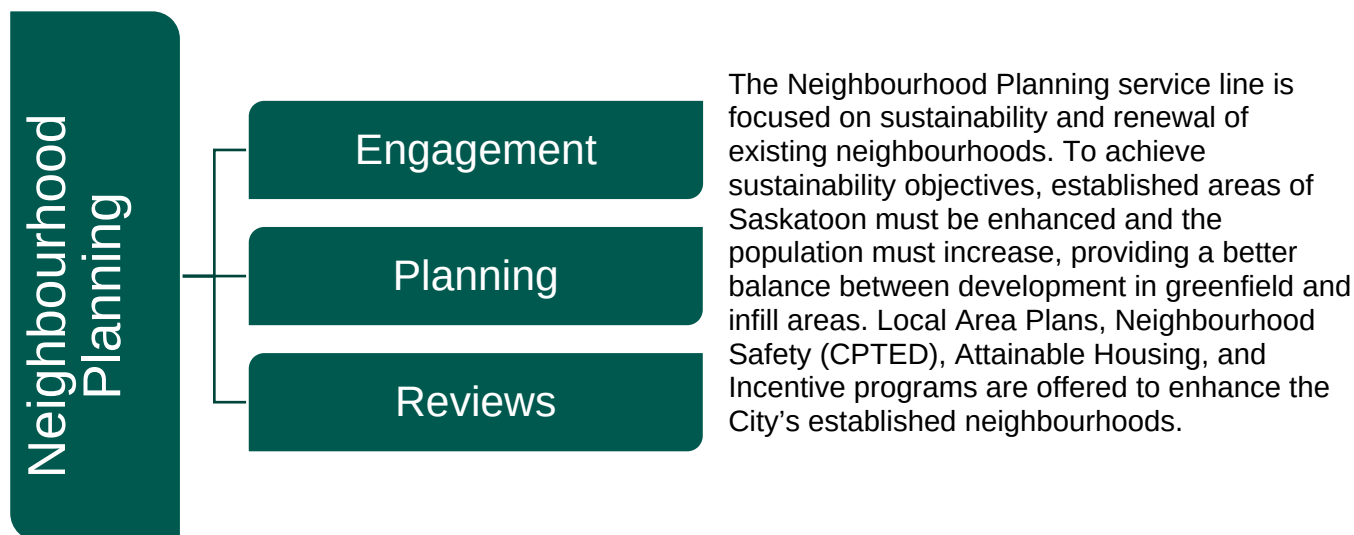 Neighbourhood
Planning
Engagement
Planning
Reviews
The Neighbourhood Planning service line is
focused on sustainability and renewal of
existing neighbourhoods. To achieve
sustainability objectives, established areas of
Saskatoon must be enhanced and the
population must increase, providing a better
balance between development in greenfield and
infill areas. Local Area Plans, Neighbourhood
Safety (CPTED), Attainable Housing, and
Incentive programs are offered to enhance the
City’s established neighbourhoods.